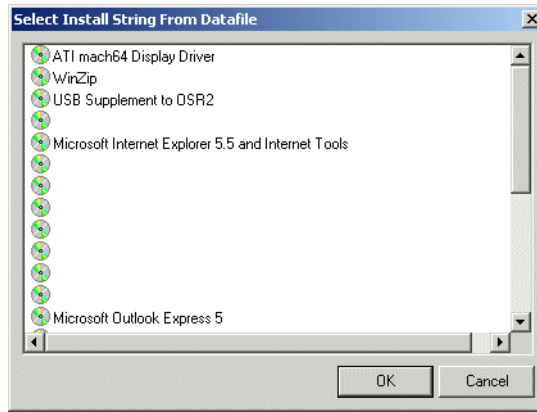 Select Install String From Datafile
ATI mach64 Display Driver
WinZip
USB Supplement to OSR2
Microsoft Internet Explorer 5.5 and Internet Tools
Microsoft Outlook Express 5
OK
Cancel